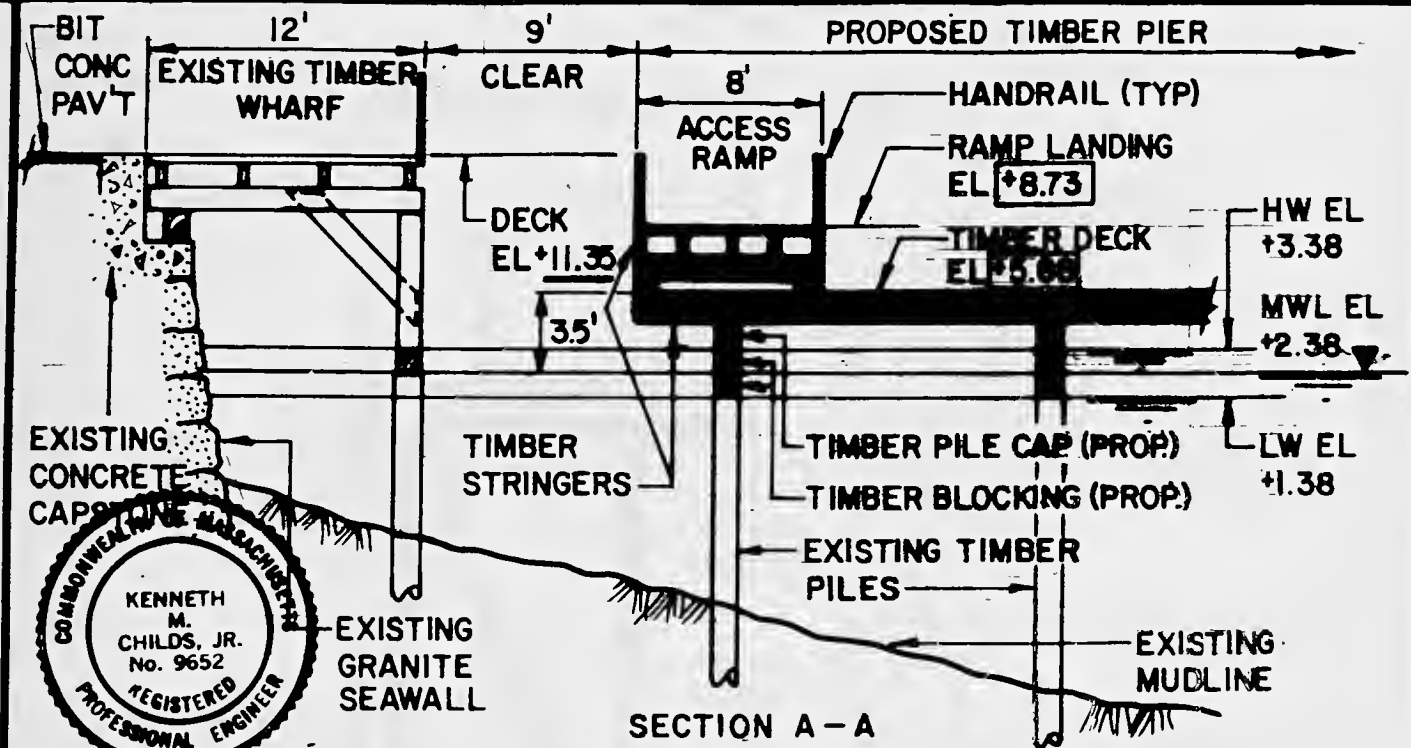 BIT
CONC
PAV'T
12'
EXISTING TIMBER
WHARF
9'
CLEAR
PROPOSED TIMBER PIER
8'
ACCESS
RAMP
HANDRAIL (TYP)
RAMP LANDING
EL +8.73
DECK
EL +11.35
TIMBER DECK
HW EL
+3.38
MWL EL
+2.38
3.5'
LW EL
+1.38
EXISTING
CONCRETE
CAPSTONE
TIMBER
STRINGERS
TIMBER PILE CAP (PROP.)
TIMBER BLOCKING (PROP.)
EXISTING TIMBER
PILES
EXISTING
GRANITE
SEAWALL
EXISTING
MUDLINE
COMMONWEALTH OF MASSACHUSETTS
KENNETH
M.
CHILDS, JR.
No. 9652
REGISTERED
PROFESSIONAL ENGINEER
SECTION A-A